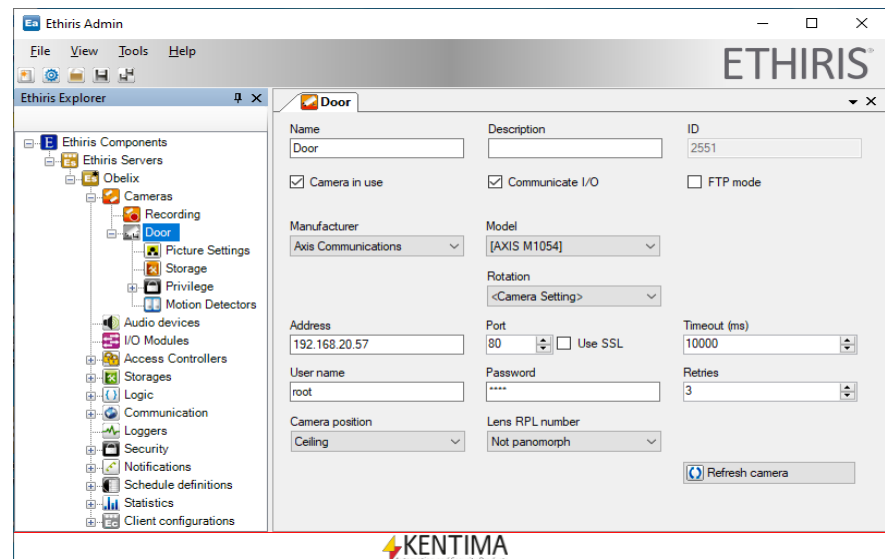 Ea Ethiris Admin
File View Tools Help
ETHIRIS
Ethiris Explorer
Door
E Ethiris Components
Ethiris Servers
Obelix
Cameras
Recording
Door
Picture Settings
Storage
Privilege
Motion Detectors
Audio devices
I/O Modules
Access Controllers
Storages
Logic
Communication
Loggers
Security
Notifications
Schedule definitions
Statistics
Client configurations
Name Description ID
Door 2551
Camera in use Communicate I/O FTP mode
Manufacturer Model
Axis Communications [AXIS M1054]
Rotation
<Camera Setting>
Address Port Timeout (ms)
192.168.20.57 80 Use SSL 10000
User name Password Retries
root **** 3
Camera position Lens RPL number
Ceiling Not panomorph
Refresh camera
KENTIMA